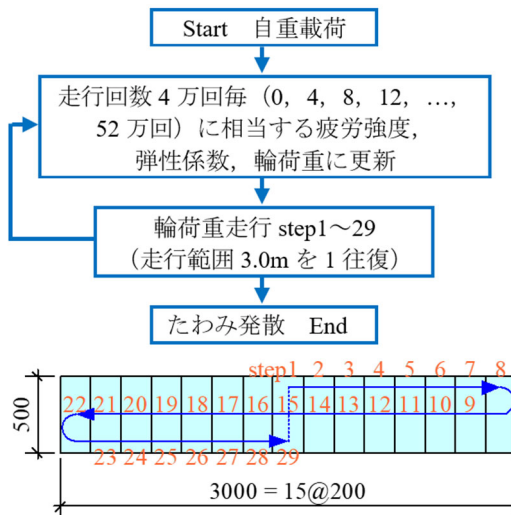 Start 自重載荷
走行回数 4 万回毎（0，4，8，12，…，
52 万回）に相当する疲労強度，
弾性係数，輪荷重に更新
輪荷重走行 step1～29
（走行範囲 3.0m を 1 往復）
たわみ発散 End
step1 2 3 4 5 6 7 8
22 21 20 19 18 17 16 15 14 13 12 11 10 9
23 24 25 26 27 28 29
500
3000 = 15@200